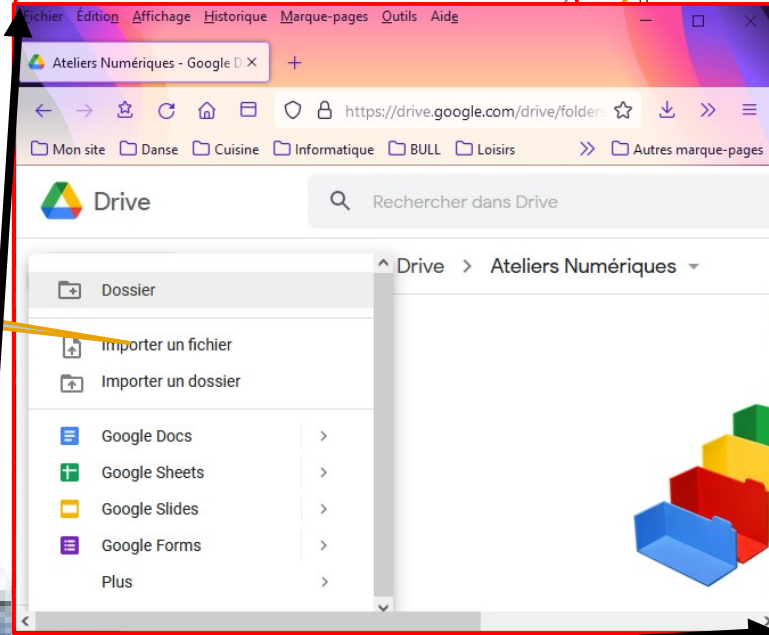 Fichier Édition Affichage Historique Marque-pages Outils Aide
Ateliers Numériques - Google D
https://drive.google.com/drive/folders
Mon site Danse Cuisine Informatique BULL Loisirs Autres marque-pages
Drive Rechercher dans Drive
Drive > Ateliers Numériques
Dossier
Importer un fichier
Importer un dossier
Google Docs
Google Sheets
Google Slides
Google Forms
Plus